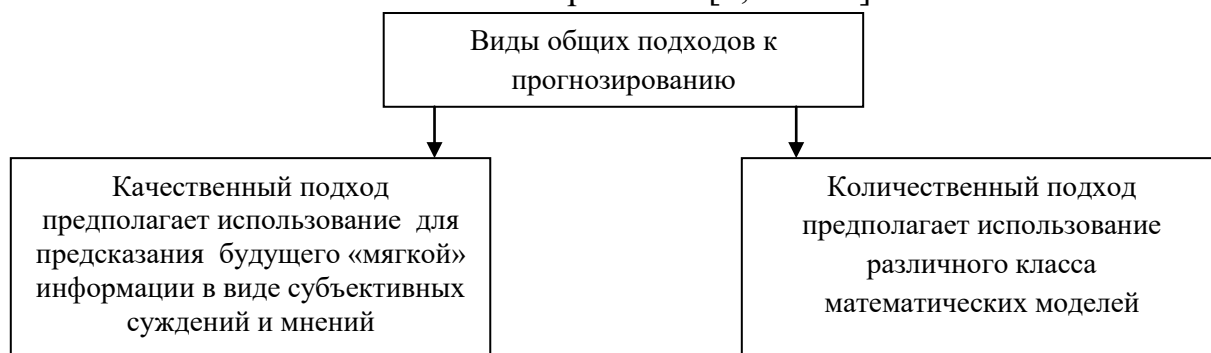 Виды общих подходов к
прогнозированию
Качественный подход
предполагает использование для
предсказания будущего «мягкой»
информации в виде субъективных
суждений и мнений
Количественный подход
предполагает использование
различного класса
математических моделей